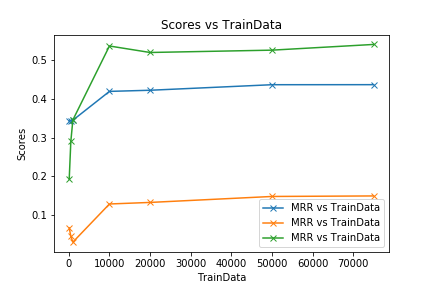 Scores vs TrainData
Scores
0.5
0.4
0.3
0.2
0.1
MRR vs TrainData
MRR vs TrainData
MRR vs TrainData
0 10000 20000 30000 40000 50000 60000 70000
TrainData